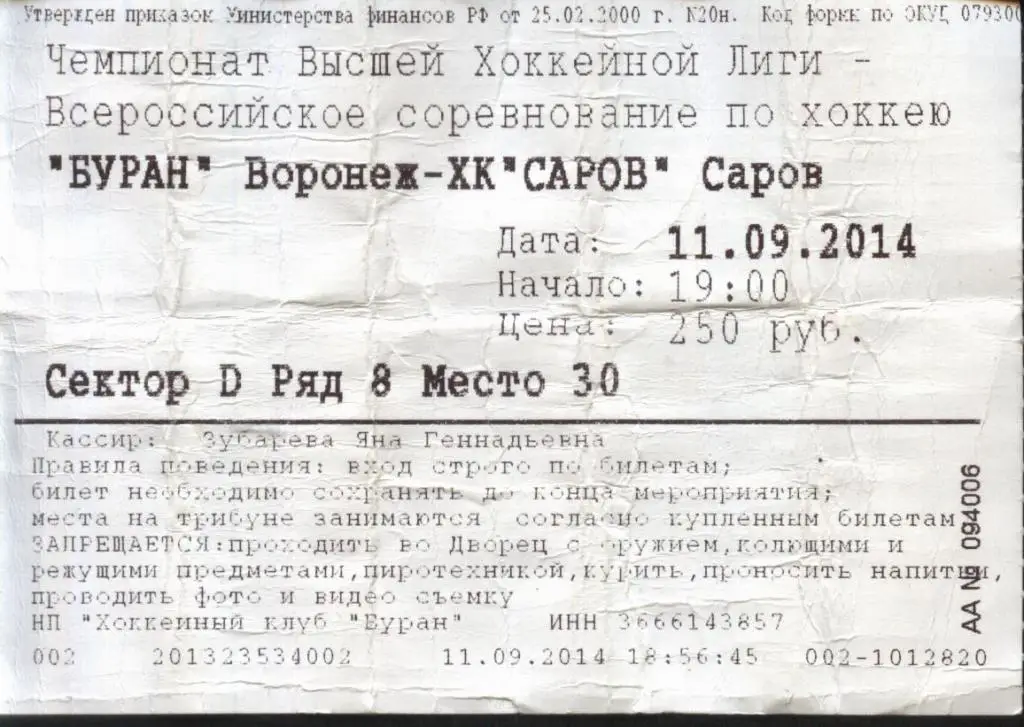 Утвержден приказом Министерства финансов РФ от 25.02.2000 г. К20н. Код формы по ОКУД 079300
Чемпионат Высшей Хоккейной Лиги -
Всероссийское соревнование по хоккею
"БУРАН" Воронеж-ХК"САРОВ" Саров
Дата: 11.09.2014
Начало: 19:00
Цена: 250 руб.
Сектор D Ряд 8 Место 30
Кассир: Зубарева Яна Геннадьевна
Правила поведения: вход строго по билетам;
билет необходимо сохранять до конца мероприятия;
места на трибуне занимаются согласно купленным билетам
ЗАПРЕЩАЕТСЯ:проходить во Дворец с оружием,колющими и
режущими предметами,пиротехникой,курить,проносить напитки,
проводить фото и видео съемку
НП "Хоккейный клуб "Буран" ИНН 3666143857
002 201323534002 11.09.2014 18:56:45 002-1012820
АА № 094006